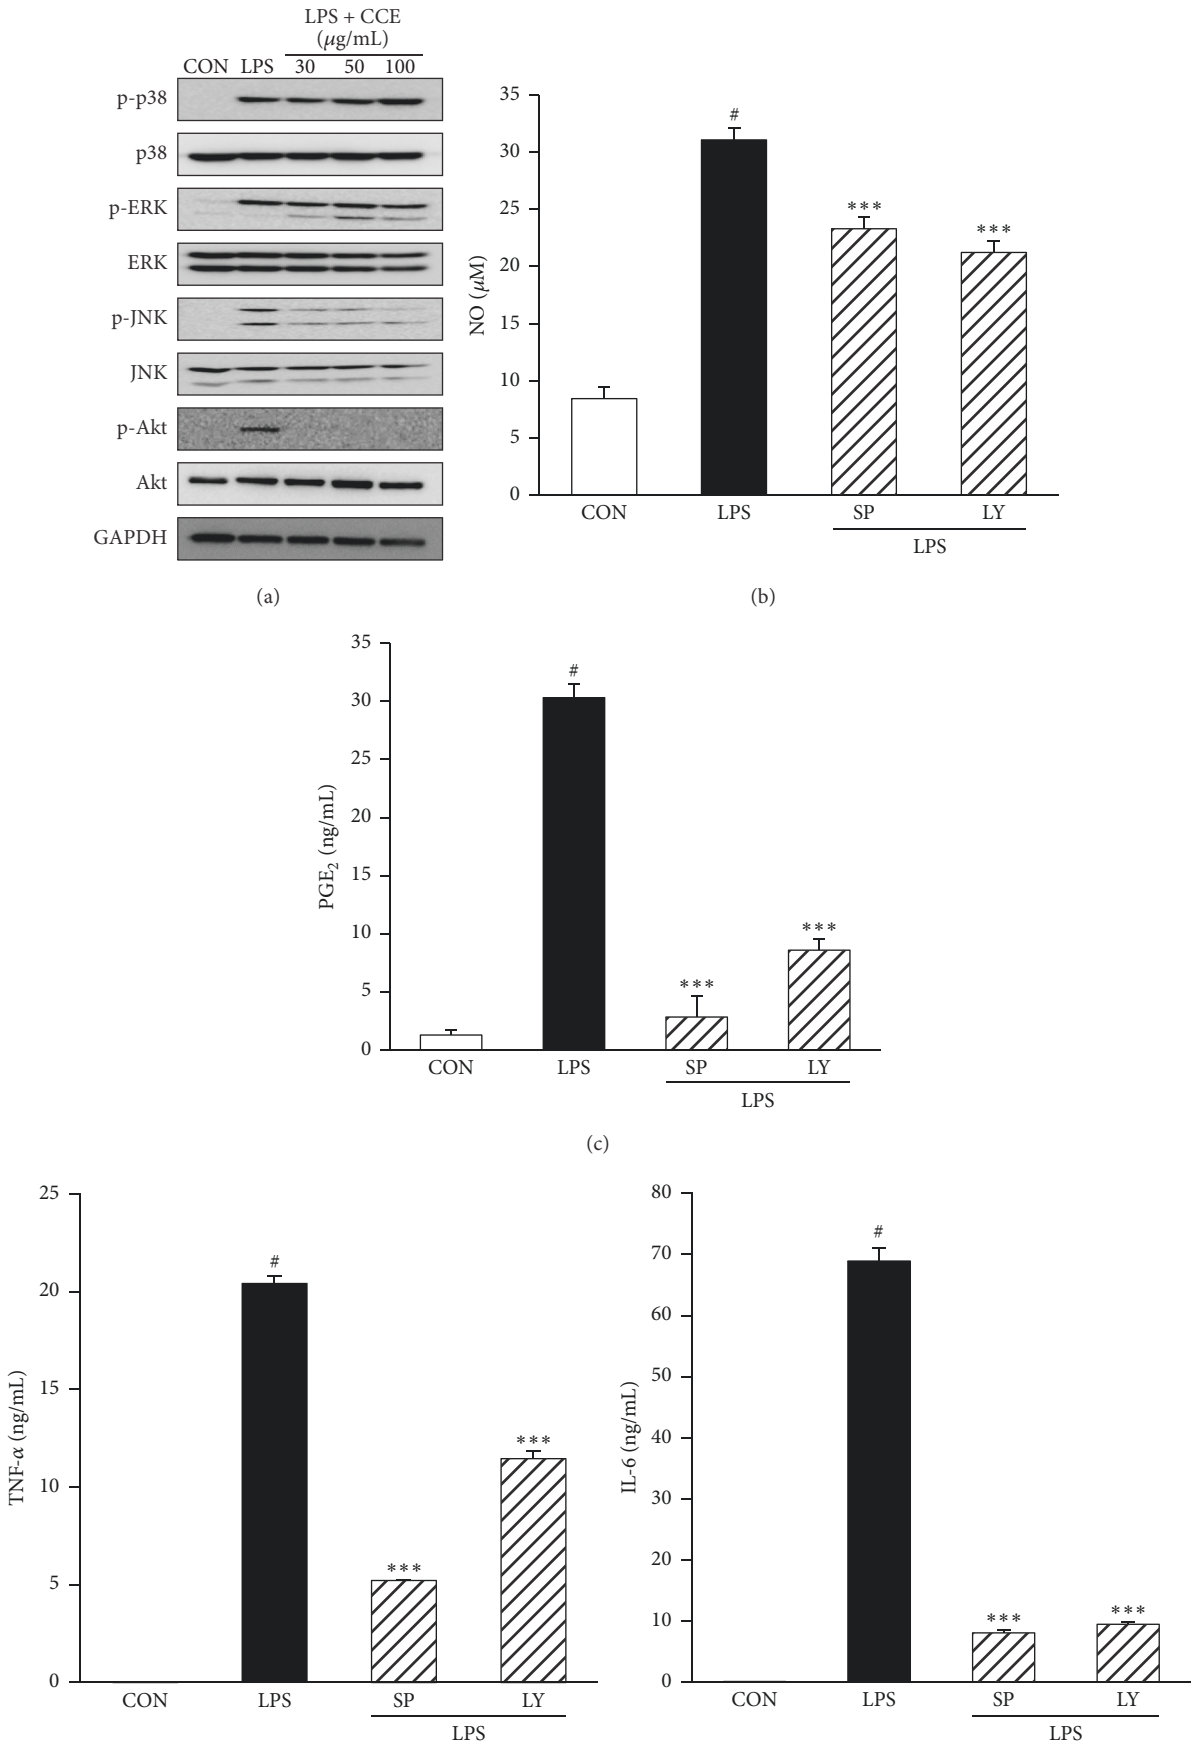 LPS + CCE
(μg/mL)
CON LPS 30 50 100
p-p38
p38
p-ERK
ERK
p-JNK
JNK
p-Akt
Akt
GAPDH
(a)
35
30
25
20
15
10
5
0
NO (μM)
#
***
***
CON LPS SP LY
LPS
(b)
35
30
25
20
15
10
5
0
PGE2 (ng/mL)
#
***
***
CON LPS SP LY
LPS
(c)
25
20
15
10
5
0
TNF-α (ng/mL)
#
***
***
CON LPS SP LY
LPS
80
70
60
50
40
30
20
10
0
IL-6 (ng/mL)
#
***
***
CON LPS SP LY
LPS